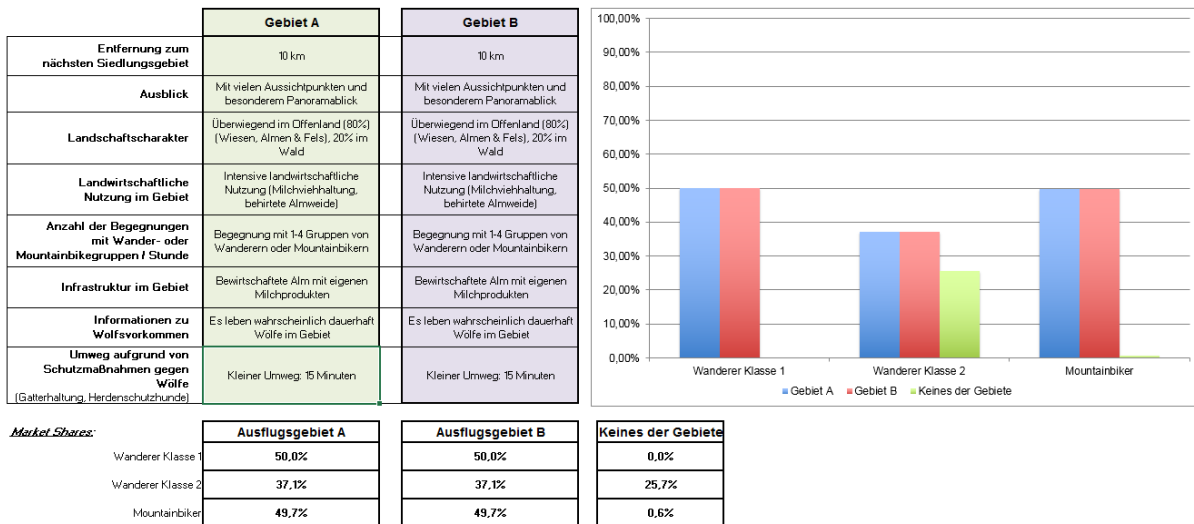 Gebiet A
Gebiet B
Entfernung zum
nächsten Siedlungsgebiet
10 km
10 km
Ausblick
Mit vielen Aussichtpunkten und
besonderem Panoramablick
Mit vielen Aussichtpunkten und
besonderem Panoramablick
Landschaftscharakter
Überwiegend im Offenland (80%)
(Wiesen, Almen & Fels), 20% im
Wald
Überwiegend im Offenland (80%)
(Wiesen, Almen & Fels), 20% im
Wald
Landwirtschaftliche
Nutzung im Gebiet
Intensive landwirtschaftliche
Nutzung (Milchviehhaltung,
behirtete Almweide)
Intensive landwirtschaftliche
Nutzung (Milchviehhaltung,
behirtete Almweide)
Anzahl der Begegnungen
mit Wander- oder
Mountainbikegruppen / Stunde
Begegnung mit 1-4 Gruppen von
Wanderern oder Mountainbikern
Begegnung mit 1-4 Gruppen von
Wanderern oder Mountainbikern
Infrastruktur im Gebiet
Bewirtschaftete Alm mit eigenen
Milchprodukten
Bewirtschaftete Alm mit eigenen
Milchprodukten
Informationen zu
Wolfsvorkommen
Es leben wahrscheinlich dauerhaft
Wölfe im Gebiet
Es leben wahrscheinlich dauerhaft
Wölfe im Gebiet
Umweg aufgrund von
Schutzmaßnahmen gegen
Wölfe
(Gatterhaltung, Herdenschutzhunde)
Kleiner Umweg: 15 Minuten
Kleiner Umweg: 15 Minuten
100,00%
90,00%
80,00%
70,00%
60,00%
50,00%
40,00%
30,00%
20,00%
10,00%
0,00%
Wanderer Klasse 1
Wanderer Klasse 2
Mountainbiker
Gebiet A
Gebiet B
Keines der Gebiete
Market Shares:
Ausflugsgebiet A
Ausflugsgebiet B
Keines der Gebiete
Wanderer Klasse 1
50,0%
50,0%
0,0%
Wanderer Klasse 2
37,1%
37,1%
25,7%
Mountainbiker
49,7%
49,7%
0,6%